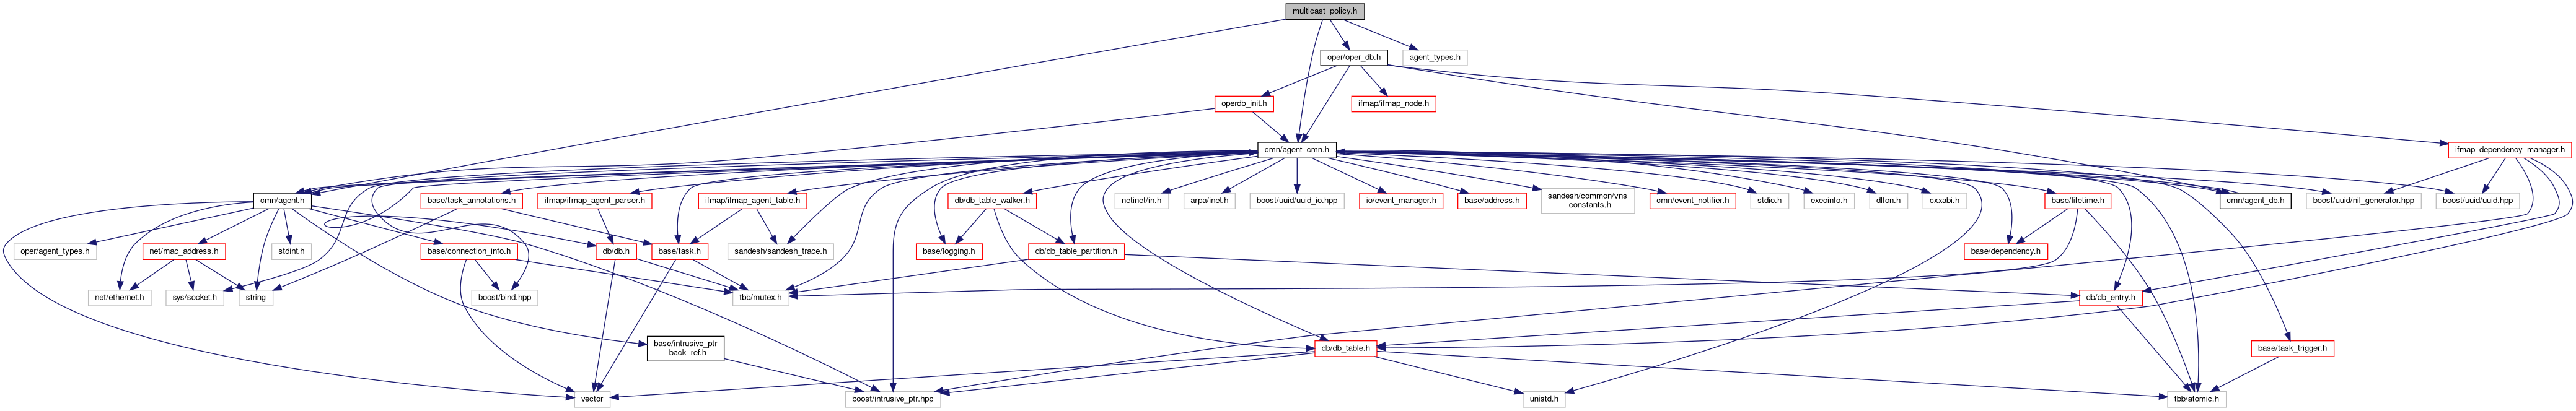 multicast_policy.h
oper/oper_db.h
agent_types.h
operdb_init.h
ifmap/ifmap_node.h
cmn/agent_cmn.h
ifmap_dependency_manager.h
cmn/agent.h
base/task_annotations.h
ifmap/ifmap_agent_parser.h
ifmap/ifmap_agent_table.h
db/db_table_walker.h
netinet/in.h
arpa/inet.h
boost/uuid/uuid_io.hpp
io/event_manager.h
base/address.h
sandesh/common/vns
_constants.h
cmn/event_notifier.h
stdio.h
execinfo.h
dlfcn.h
cxxabi.h
base/lifetime.h
cmn/agent_db.h
boost/uuid/nil_generator.hpp
boost/uuid/uuid.hpp
oper/agent_types.h
net/mac_address.h
stdint.h
base/connection_info.h
db/db.h
base/task.h
sandesh/sandesh_trace.h
base/logging.h
db/db_table_partition.h
base/dependency.h
net/ethernet.h
sys/socket.h
string
boost/bind.hpp
tbb/mutex.h
db/db_entry.h
base/intrusive_ptr
_back_ref.h
db/db_table.h
base/task_trigger.h
vector
boost/intrusive_ptr.hpp
unistd.h
tbb/atomic.h